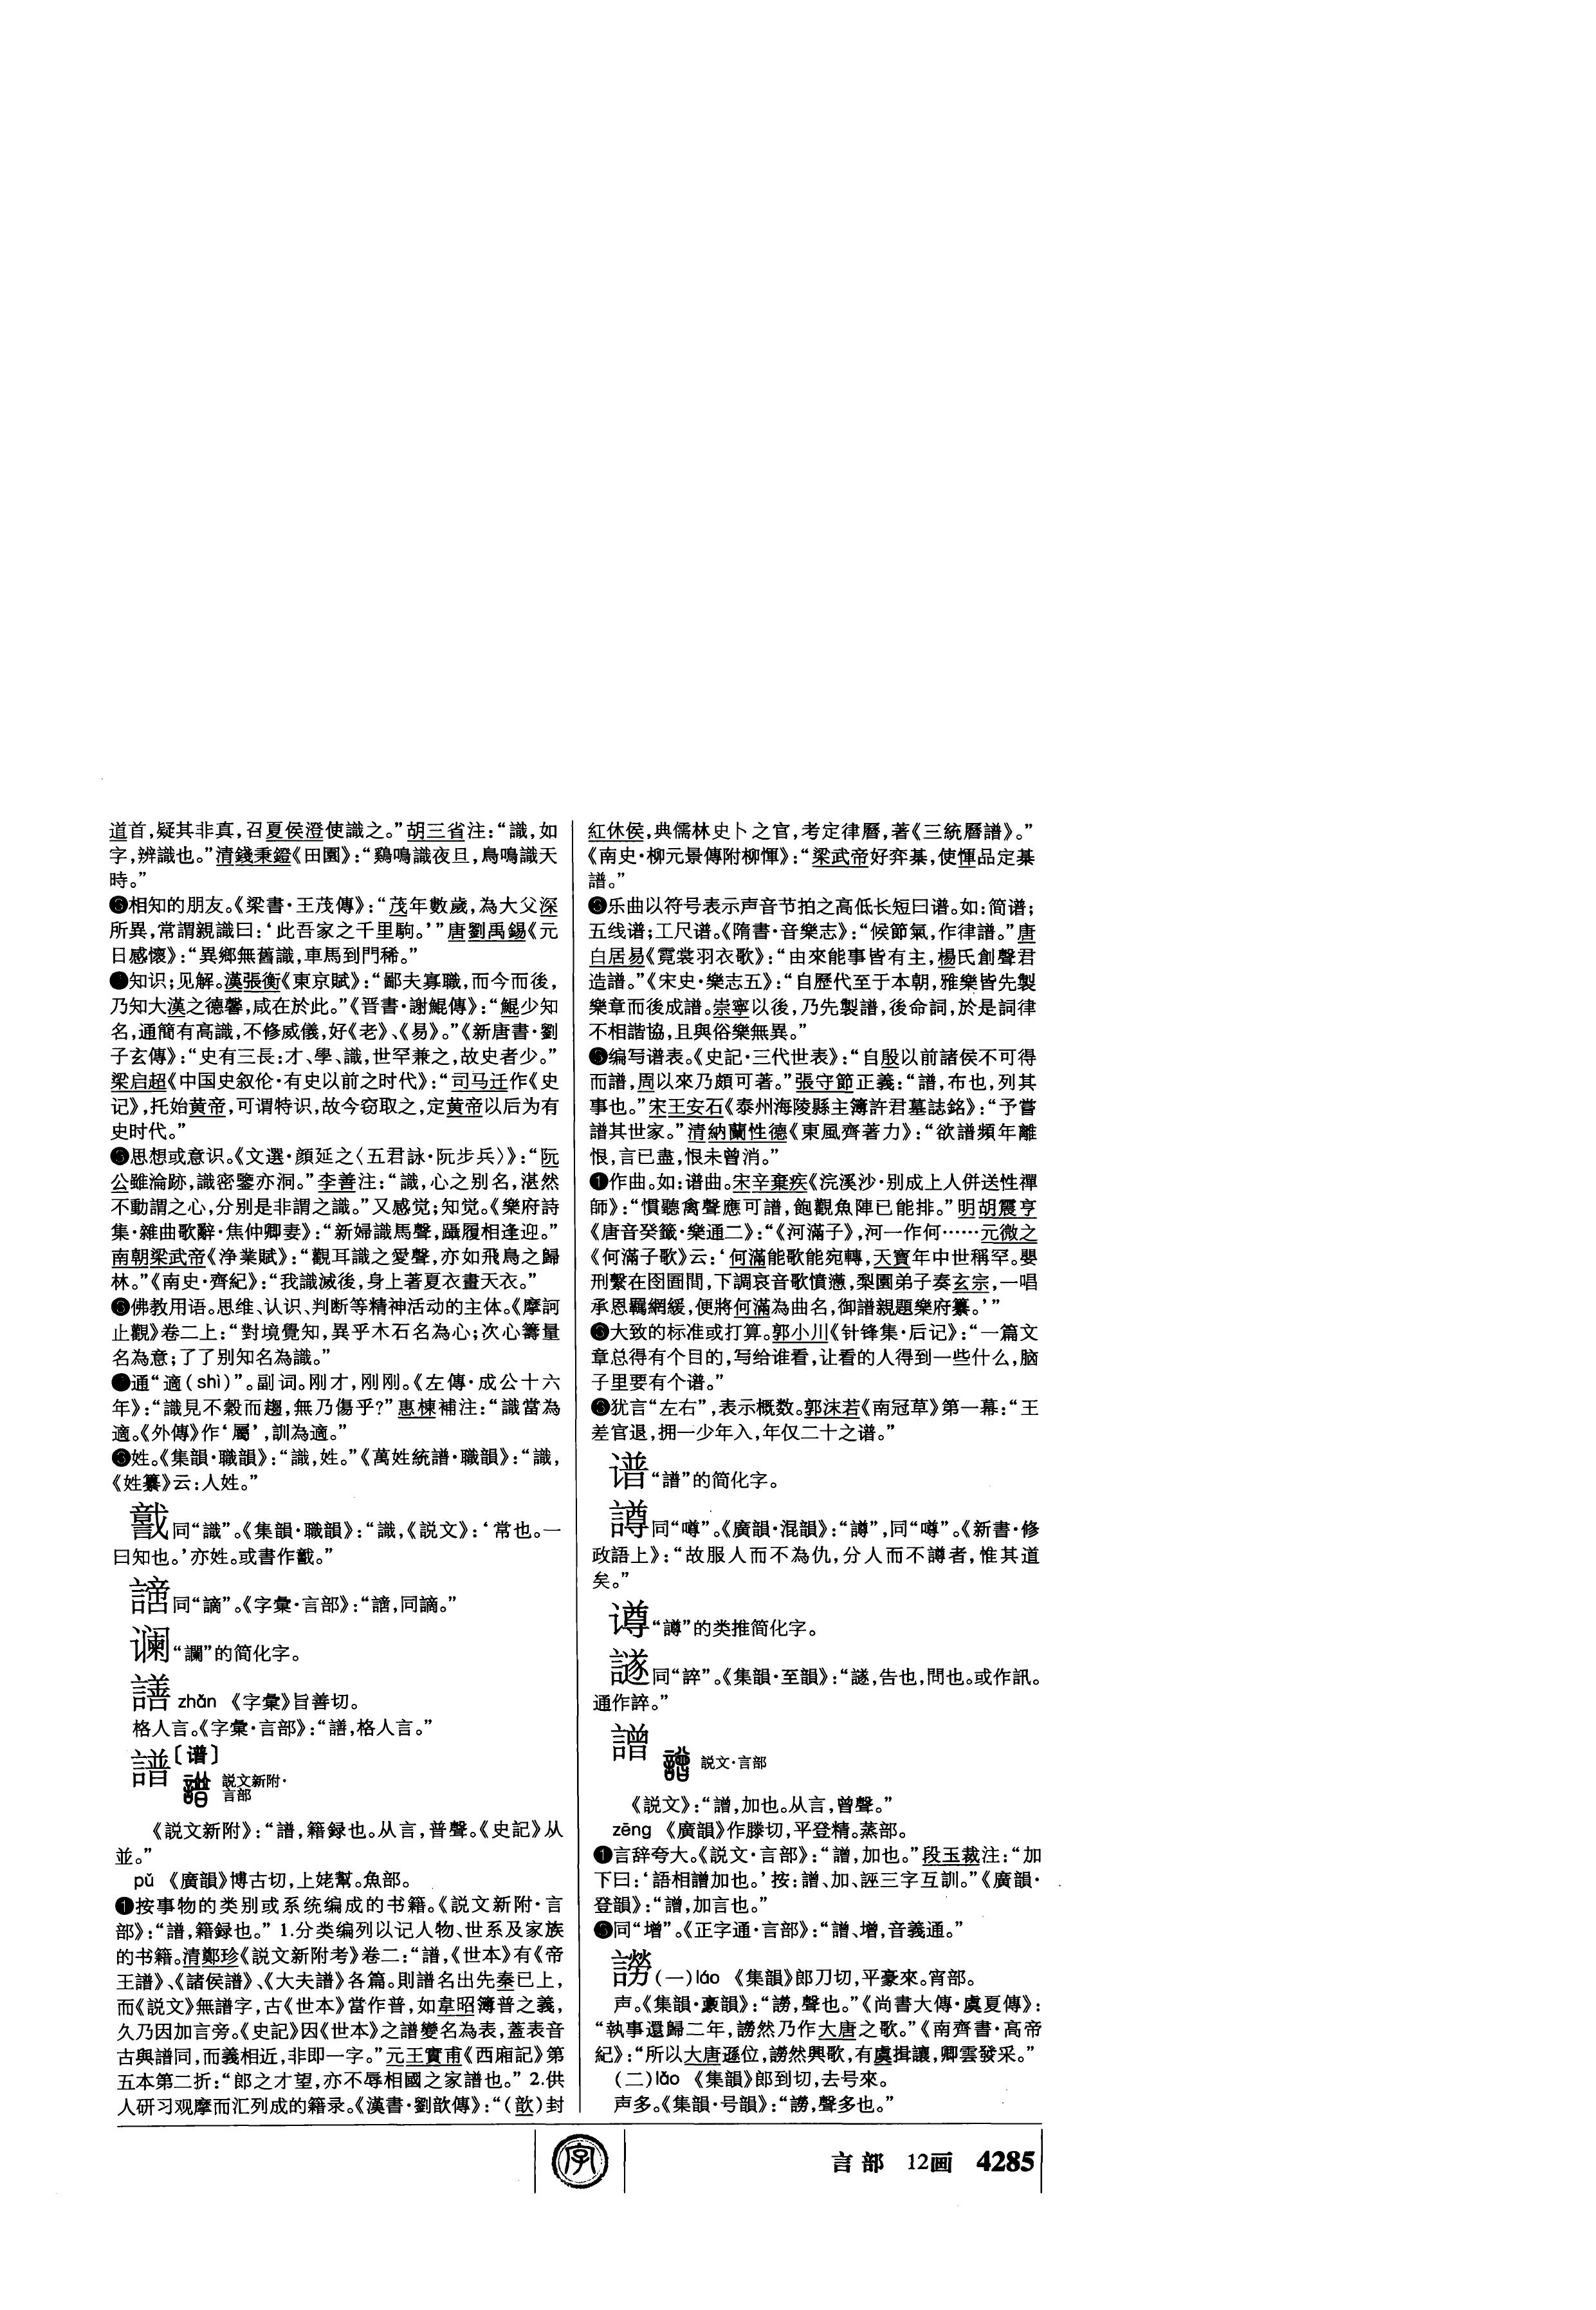 道首,疑其非真,召夏侯澄使識之。”胡三省注:“識,如
字,辨識也。”清錢秉鐙《田園》:“鷄鳴識夜旦,鳥鳴識天
時。”
❸相知的朋友。《梁書·王茂傳》:“茂年數歲,為大父深
所異,常謂親識曰:‘此吾家之千里駒。’”唐劉禹錫《元
日感懷》:“異鄉無舊識,車馬到門稀。”
知识;见解。漢張衡《東京賦》:“鄙夫寡職,而今而後,
乃知大漢之德馨,咸在於此。”《晋書·謝鯤傳》:“鯤少知
名,通簡有高識,不修威儀,好《老》、《易》。”《新唐書·劉
子玄傳》:“史有三長:才、學、識,世罕兼之,故史者少。”
梁启超《中国史叙伦·有史以前之时代》:“司马迁作《史
记》,托始黄帝,可谓特识,故今窃取之,定黄帝以后为有
史时代。”
思想或意识。《文選·顔延之〈五君詠·阮步兵〉》:“阮
公雖淪跡,識密鑒亦洞。”李善注:“識,心之别名,湛然
不動謂之心,分别是非謂之識。”又感觉;知觉。《樂府詩
集·雜曲歌辭·焦仲卿妻》:“新婦識馬聲,躡履相逢迎。”
南朝梁武帝《净業賦》:“觀耳識之愛聲,亦如飛鳥之歸
林。”《南史·齊紀》:“我識滅後,身上著夏衣畫天衣。”
❸佛教用语。思维、认识、判断等精神活动的主体。《摩訶
止觀》卷二上:“對境覺知,異乎木石名為心;次心籌量
名為意;了了别知名為識。”
通“適(shì)”。副词。刚才,刚刚。《左傳·成公十六
年》:“識見不穀而趨,無乃傷乎?”惠棟補注:“識當為
適。《外傳》作‘屬’,訓為適。”
❸姓。《集韻·職韻》:“識,姓。”《萬姓統譜·職韻》:“識,
《姓纂》云:人姓。”
同“識”。《集韻·職韻》:“識,《説文》:‘常也。一
曰知也。’亦姓。或書作。”
䛵同“謫”。《字彙·言部》:“,同謫。”
谰“讕”的简化字。
譱 zhǎn 《字彙》旨善切。
格人言。《字彙·言部》:“,格人言。”
譜〔谱〕
説文新附·
言部
《説文新附》:“譜,籍録也。从言,普聲。《史記》从
並。”
pǔ 《廣韻》博古切,上姥幫。魚部。
❶按事物的类别或系统编成的书籍。《説文新附·言
部》:“譜,籍録也。” 1.分类编列以记人物、世系及家族
的书籍。清鄭珍《説文新附考》卷二:“譜,《世本》有《帝
王譜》、《諸侯譜》、《大夫譜》各篇。則譜名出先秦已上,
而《説文》無譜字,古《世本》當作普,如韋昭簿普之義,
久乃因加言旁。《史記》因《世本》之譜變名為表,蓋表音
古與譜同,而義相近,非即一字。”元王實甫《西廂記》第
五本第二折:“郎之才望,亦不辱相國之家譜也。” 2.供
人研习观摩而汇列成的籍录。《漢書·劉歆傳》:“(歆)封
紅休侯,典儒林史卜之官,考定律曆,著《三統曆譜》。”
《南史·柳元景傳附柳惲》:“梁武帝好弈棊,使惲品定棊
譜。”
乐曲以符号表示声音节拍之高低长短曰谱。如:简谱;
五线谱;工尺谱。《隋書·音樂志》:“候節氣,作律譜。”唐
白居易《霓裳羽衣歌》:“由來能事皆有主,楊氏創聲君
造譜。”《宋史·樂志五》:“自歷代至于本朝,雅樂皆先製
樂章而後成譜。崇寧以後,乃先製譜,後命詞,於是詞律
不相諧協,且與俗樂無異。”
编写谱表。《史記·三代世表》:“自殷以前諸侯不可得
而譜,周以來乃頗可著。”張守節正義:“譜,布也,列其
事也。”宋王安石《泰州海陵縣主簿許君墓誌銘》:“予嘗
譜其世家。”清納蘭性德《東風齊著力》:“欲譜頻年離
恨,言已盡,恨未曾消。”
作曲。如:谱曲。宋辛棄疾《浣溪沙·别成上人併送性禪
師》:“慣聽禽聲應可譜,飽觀魚陣已能排。”明胡震亨
《唐音癸籤·樂通二》:“《河滿子》,河一作何……元微之
《何滿子歌》云:‘何滿能歌能宛轉,天寶年中世稱罕。嬰
刑繫在囹圄間,下調哀音歌憤懣,梨園弟子奏玄宗,一唱
承恩羈網緩,便將何滿為曲名,御譜親題樂府纂。’”
大致的标准或打算。郭小川《针锋集·后记》:“一篇文
章总得有个目的,写给谁看,让看的人得到一些什么,脑
子里要有个谱。”
犹言“左右”,表示概数。郭沫若《南冠草》第一幕:“王
差官退,拥一少年入,年仅二十之谱。”
谱“譜”的简化字。
譐同“噂”。《廣韻·混韻》:“譐”,同“噂”。《新書·修
政語上》:“故服人而不為仇,分人而不譐者,惟其道
矣。”
“譐”的类推简化字。
譢同“誶”。《集韻·至韻》:“譢,告也,問也。或作訊。
通作誶。”
譄
説文·言部
《説文》:“譄,加也。从言,曾聲。”
zēng 《廣韻》作滕切,平登精。蒸部。
❶言辞夸大。《説文·言部》:“譄,加也。”段玉裁注:“加
下曰:‘語相譄加也。’按:譄、加、誣三字互訓。”《廣韻·
登韻》:“譄,加言也。”
同“增”。《正字通·言部》:“譄、增,音義通。”
䜎(一)láo 《集韻》郎刀切,平豪來。宵部。
声。《集韻·豪韻》:“,聲也。”《尚書大傳·虞夏傳》:
“執事還歸二年,然乃作大唐之歌。”《南齊書·高帝
紀》:“所以大唐遜位,然興歌,有虞揖讓,卿雲發采。”
(二)lǎo 《集韻》郎到切,去号來。
声多。《集韻·号韻》:“,聲多也。”
字
言部 12画 4285